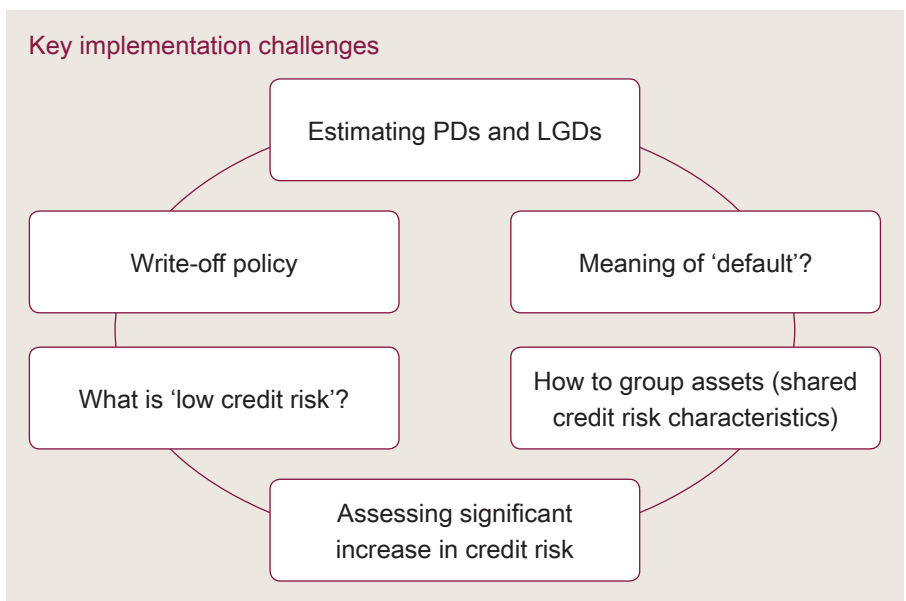 Key implementation challenges
Estimating PDs and LGDs
Write-off policy
Meaning of ‘default’?
What is ‘low credit risk’?
How to group assets (shared
credit risk characteristics)
Assessing significant
increase in credit risk